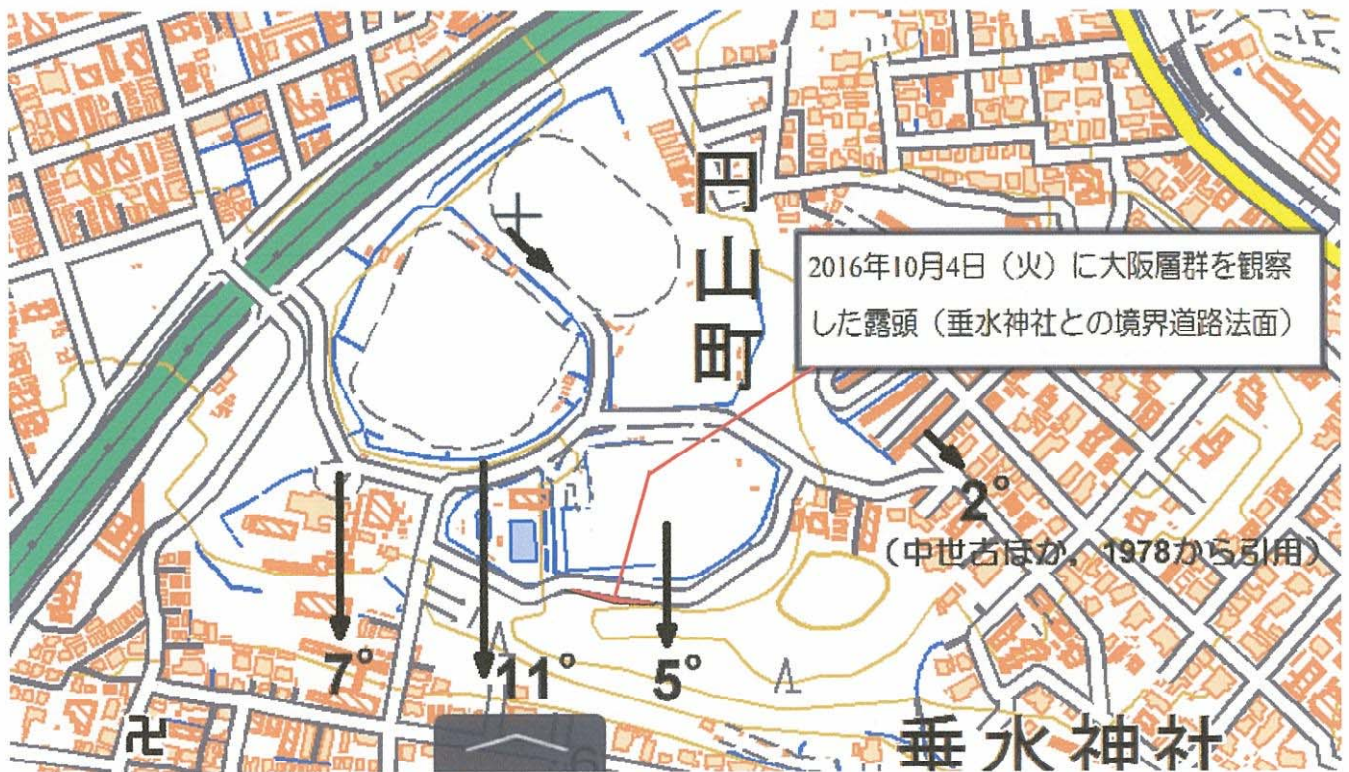 円山町
2016年10月4日（火）に大阪層群を観察
した露頭（垂水神社との境界道路法面）
2°
（中世古ほか，1978から引用）
7°
11°
5°
垂水神社